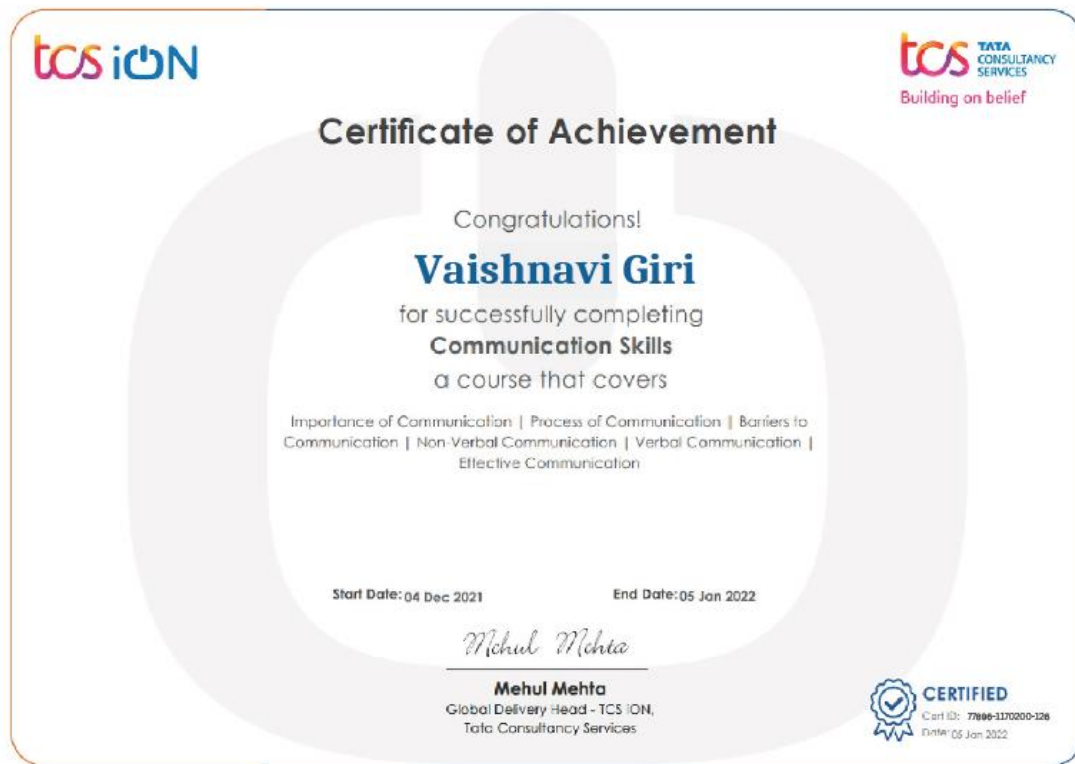 tcs iON
tcs TATA
CONSULTANCY
SERVICES
Building on belief
Certificate of Achievement
Congratulations!
Vaishnavi Giri
for successfully completing
Communication Skills
a course that covers
Importance of Communication | Process of Communication | Barriers to
Communication | Non-Verbal Communication | Verbal Communication |
Effective Communication
Start Date: 04 Dec 2021
End Date: 05 Jan 2022
Mehul Mehta
Mehul Mehta
Global Delivery Head - TCS iON,
Tata Consultancy Services
CERTIFIED
Cert ID: 77896-1170200-126
Date: 05 Jan 2022